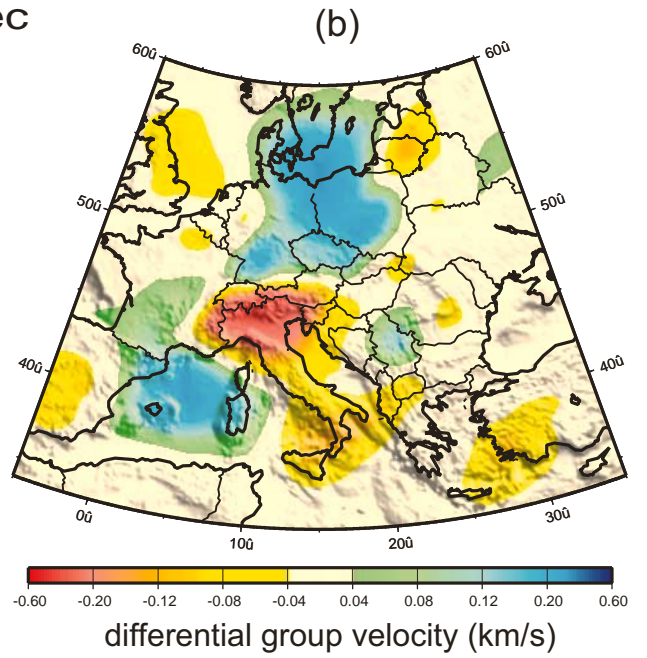 ec
(b)
60û 60û
50û 50û
40û 40û
0û 10û 20û 30û
-0.60 -0.20 -0.12 -0.08 -0.04 0.04 0.08 0.12 0.20 0.60
differential group velocity (km/s)